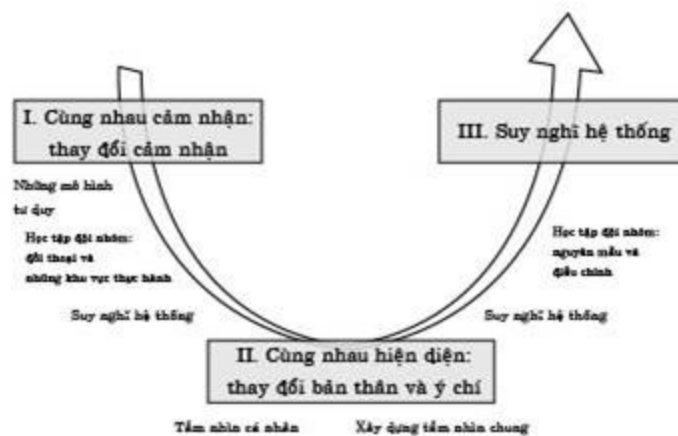 I. Cùng nhau cảm nhận:
thay đổi cảm nhận
III. Suy nghĩ hệ thống
Những mô hình
tư duy
Học tập đội nhóm:
đối thoại và
những khu vực thực hành
Suy nghĩ hệ thống
Học tập đội nhóm:
nguyên mẫu và
điều chỉnh
Suy nghĩ hệ thống
II. Cùng nhau hiện diện:
thay đổi bản thân và ý chí
Tầm nhìn cá nhân
Xây dựng tầm nhìn chung